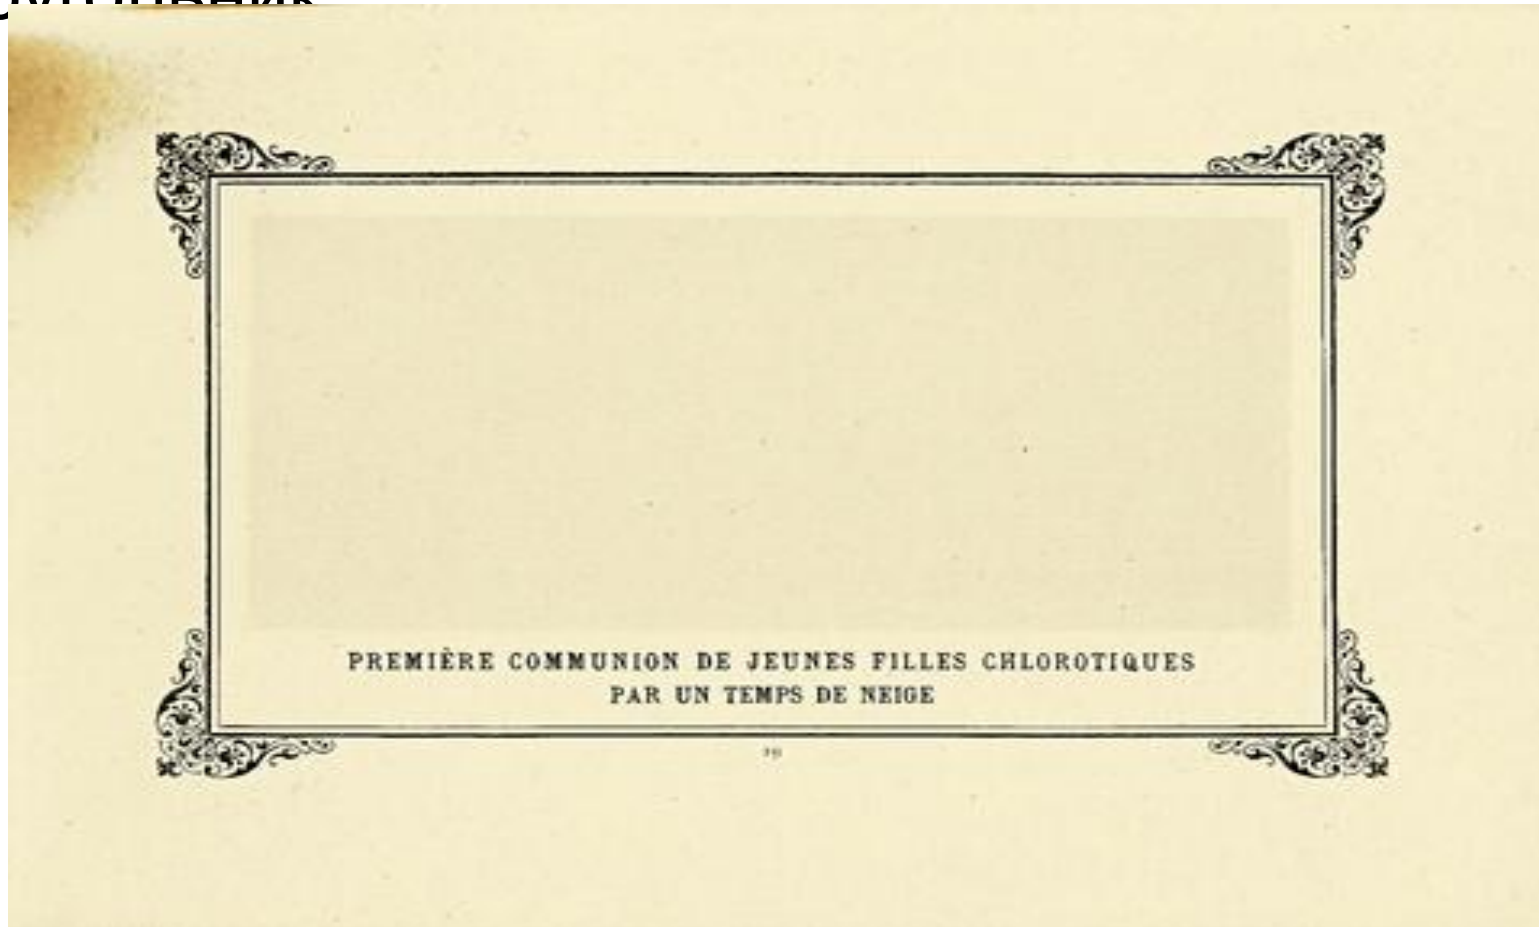 PREMIÈRE COMMUNION DE JEUNES FILLES CHLOROTIQUES
PAR UN TEMPS DE NEIGE